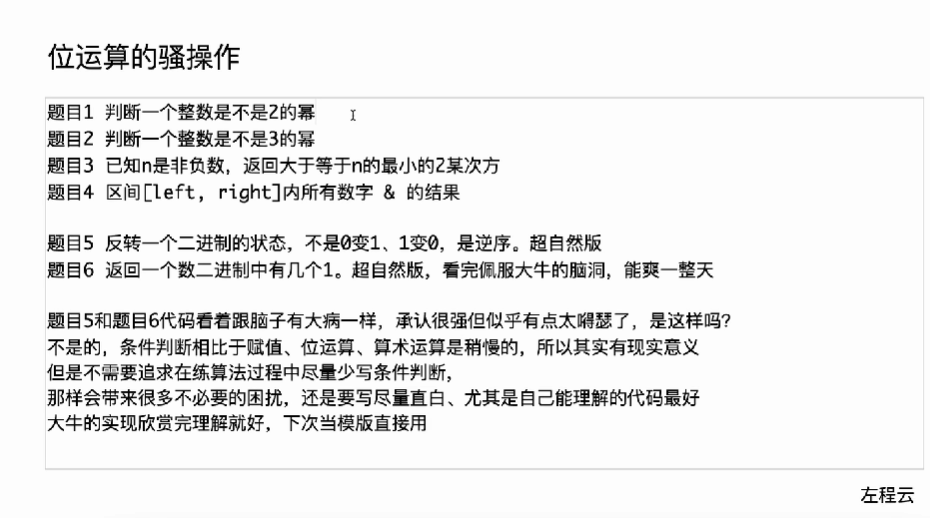 位运算的骚操作
题目1 判断一个整数是不是2的幂
题目2 判断一个整数是不是3的幂
题目3 已知n是非负数，返回大于等于n的最小的2某次方
题目4 区间[left, right]内所有数字 & 的结果
题目5 反转一个二进制的状态，不是0变1、1变0，是逆序。超自然版
题目6 返回一个数二进制中有几个1。超自然版，看完佩服大牛的脑洞，能爽一整天
题目5和题目6代码看着跟脑子有大病一样，承认很强但似乎有点太嘚瑟了，是这样吗？
不是的，条件判断相比于赋值、位运算、算术运算是稍慢的，所以其实有现实意义
但是不需要追求在练算法过程中尽量少写条件判断，
那样会带来很多不必要的困扰，还是要写尽量直白、尤其是自己能理解的代码最好
大牛的实现欣赏完理解就好，下次当模版直接用
左程云